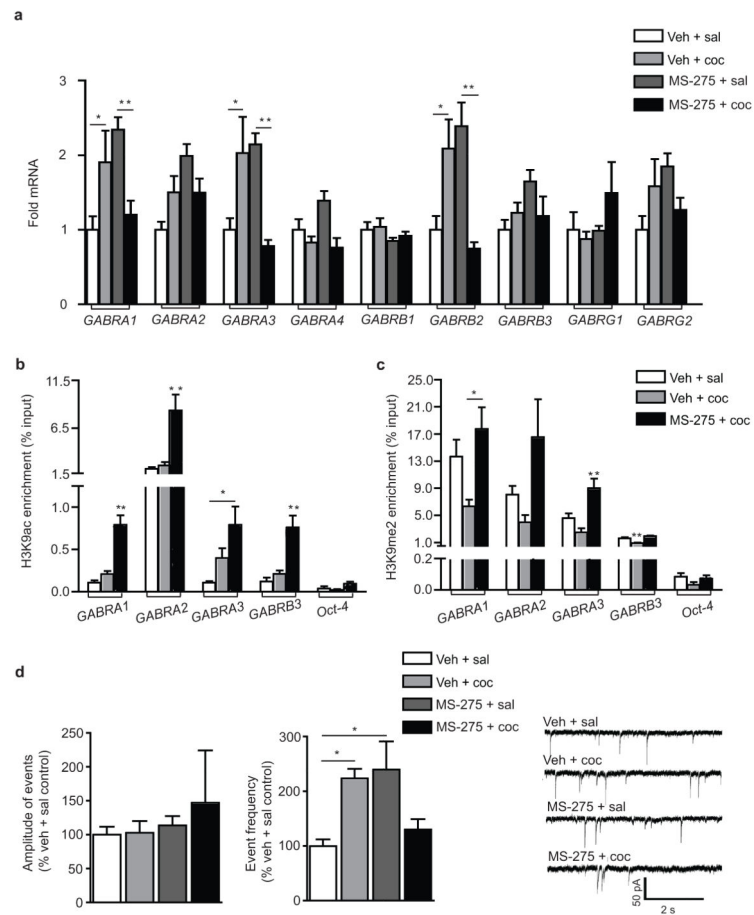 a
Veh + sal
Veh + coc
MS-275 + sal
MS-275 + coc
Fold mRNA
3
2
1
0
* ** * ** * **
GABRA1 GABRA2 GABRA3 GABRA4 GABRB1 GABRB2 GABRB3 GABRG1 GABRG2
b
H3K9ac enrichment (% input)
11.5
6.5
1.5
1.0
0.5
0.0
** ** * **
GABRA1 GABRA2 GABRA3 GABRB3 Oct-4
c
Veh + sal
Veh + coc
MS-275 + coc
H3K9me2 enrichment (% input)
25.0
21.0
17.0
13.0
9.0
5.0
1.0
0.2
0.0
* ** **
GABRA1 GABRA2 GABRA3 GABRB3 Oct-4
d
Veh + sal
Veh + coc
MS-275 + sal
MS-275 + coc
Amplitude of events
(% veh + sal control)
250
200
150
100
50
0
Event frequency
(% veh + sal control)
300
200
100
0
* *
Veh + sal
Veh + coc
MS-275 + sal
MS-275 + coc
50 pA
2 s